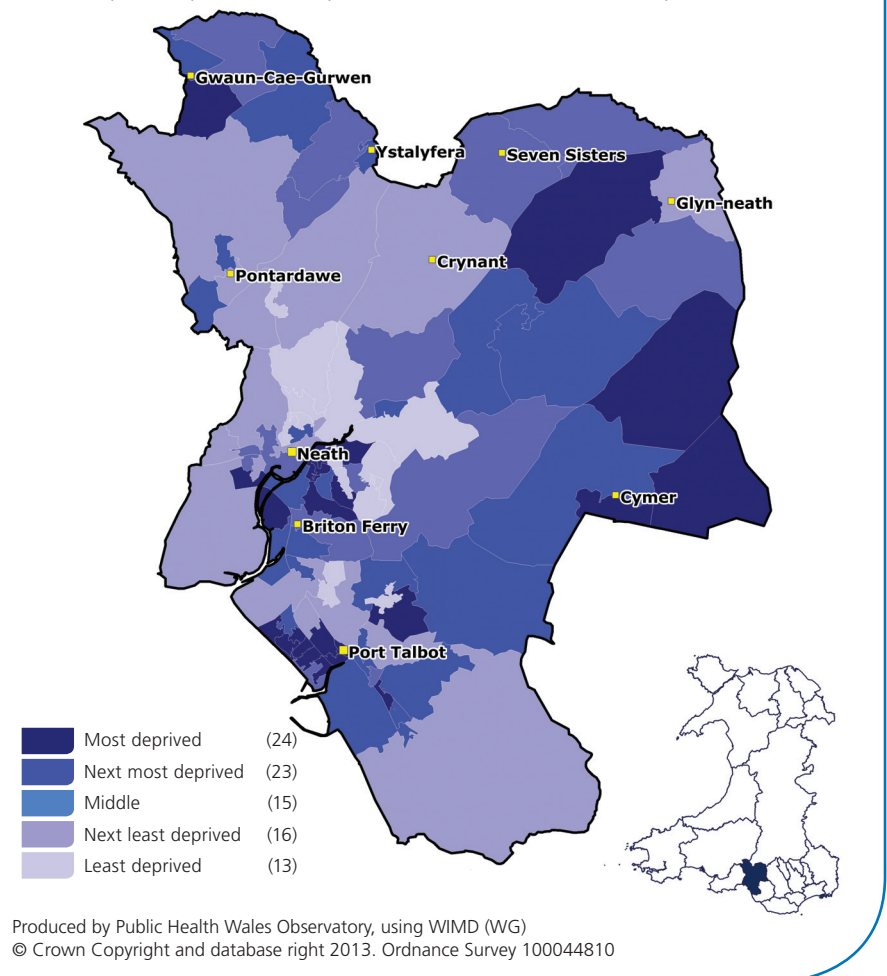 Gwaun-Cae-Gurwen
Ystalyfera
Seven Sisters
Glyn-neath
Crynant
Pontardawe
Neath
Cymer
Briton Ferry
Port Talbot
Most deprived (24)
Next most deprived (23)
Middle (15)
Next least deprived (16)
Least deprived (13)
Produced by Public Health Wales Observatory, using WIMD (WG)
© Crown Copyright and database right 2013. Ordnance Survey 100044810